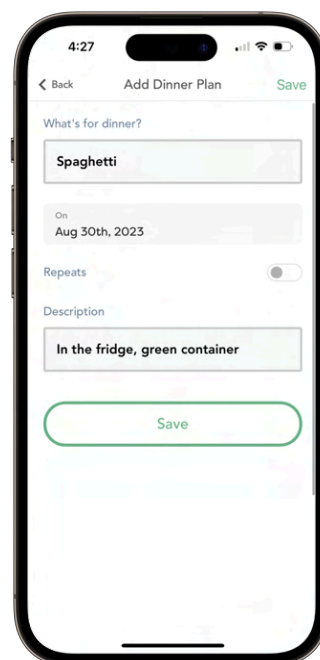 4:27
Back Add Dinner Plan Save
What's for dinner?
Spaghetti
On
Aug 30th, 2023
Repeats
Description
In the fridge, green container
Save